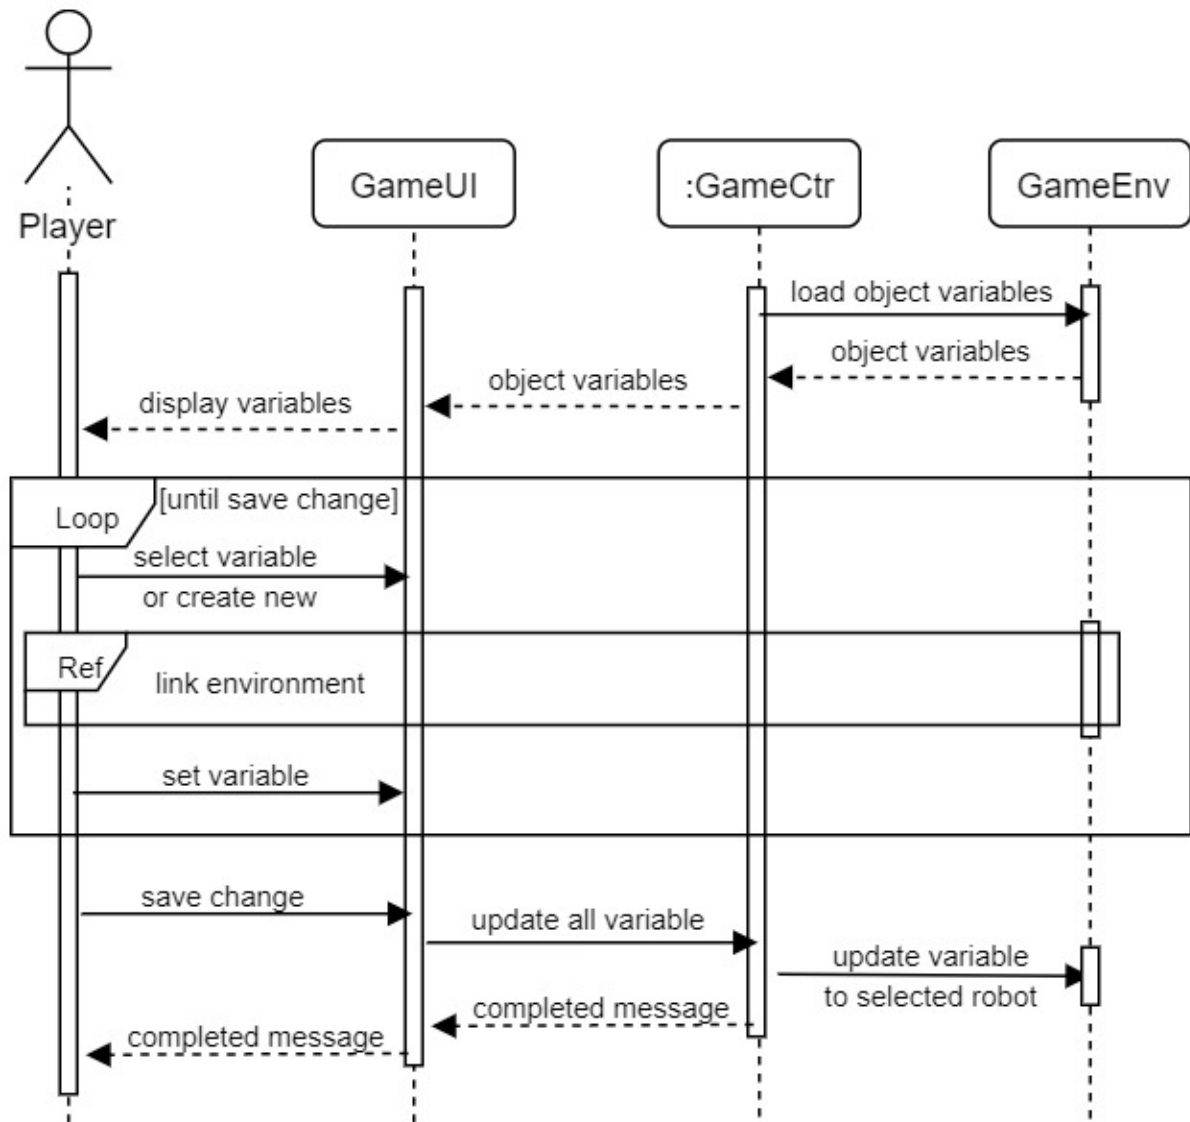 Player
GameUI
:GameCtr
GameEnv
load object variables
object variables
object variables
display variables
Loop
[until save change]
select variable
or create new
Ref
link environment
set variable
save change
update all variable
update variable
to selected robot
completed message
completed message